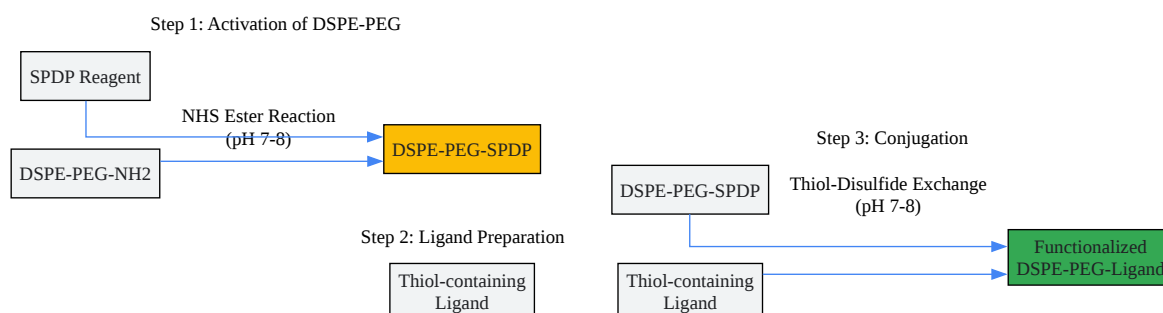 Step 1: Activation of DSPE-PEG
SPDP Reagent
NHS Ester Reaction
(pH 7-8)
DSPE-PEG-NH2
DSPE-PEG-SPDP
Step 2: Ligand Preparation
Thiol-containing
Ligand
Step 3: Conjugation
DSPE-PEG-SPDP
Thiol-Disulfide Exchange
(pH 7-8)
Thiol-containing
Ligand
Functionalized
DSPE-PEG-Ligand